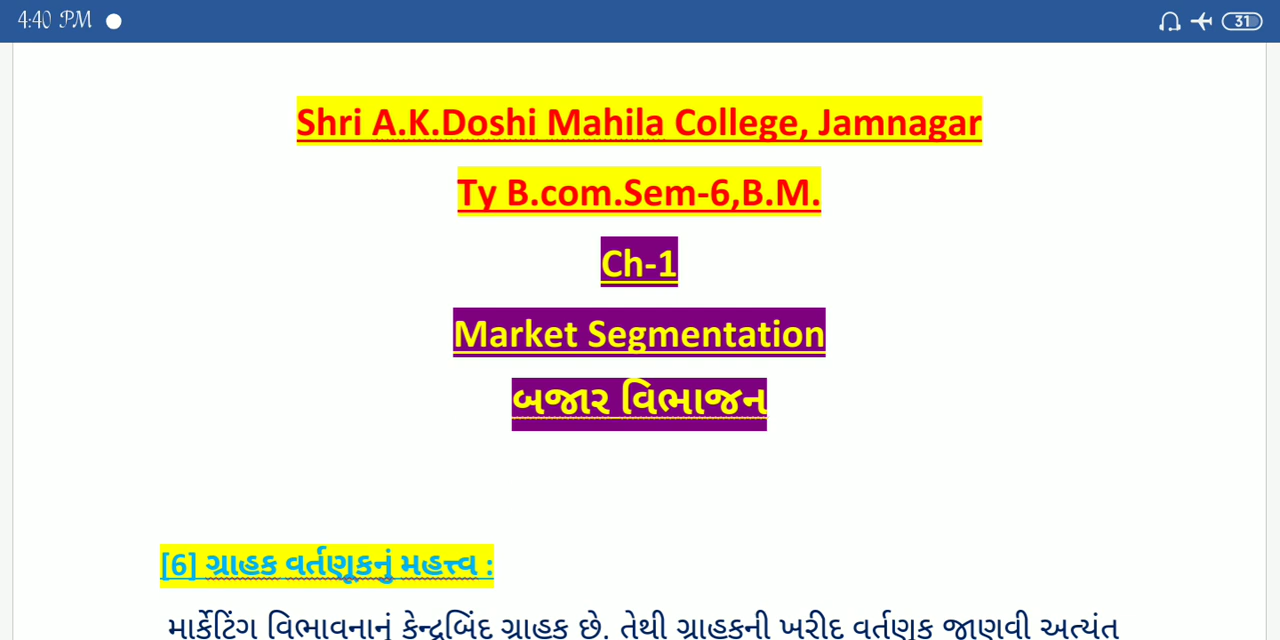 4:40 PM
31
Shri A.K.Doshi Mahila College, Jamnagar
Ty B.com.Sem-6,B.M.
Ch-1
Market Segmentation
બજાર વિભાજન
[6] ગ્રાહક વર્તણૂકનું મહત્ત્વ :
માર્કેટિંગ વિભાવનાનું કેન્દ્રબિંદુ ગ્રાહક છે. તેથી ગ્રાહકની ખરીદ વર્તણૂક જાણવી અત્યંત